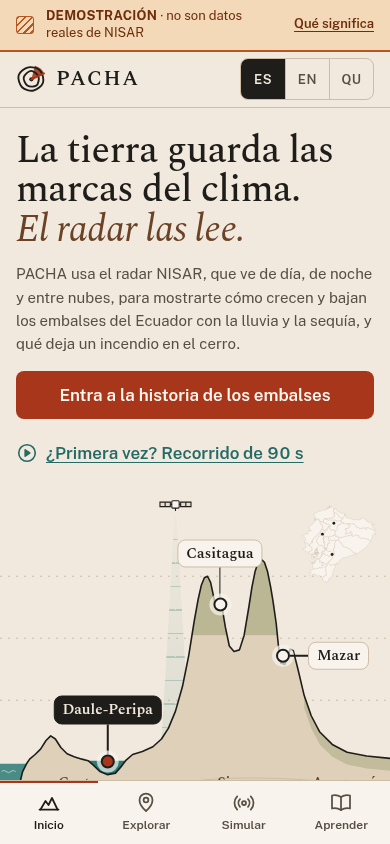 DEMOSTRACIÓN · no son datos
reales de NISAR
Qué significa
PACHA
ES
EN
QU
La tierra guarda las
marcas del clima.
El radar las lee.
PACHA usa el radar NISAR, que ve de día, de noche
y entre nubes, para mostrarte cómo crecen y bajan
los embalses del Ecuador con la lluvia y la sequía, y
qué deja un incendio en el cerro.
Entra a la historia de los embalses
¿Primera vez? Recorrido de 90 s
Casitagua
Mazar
Daule-Peripa
Inicio
Explorar
Simular
Aprender